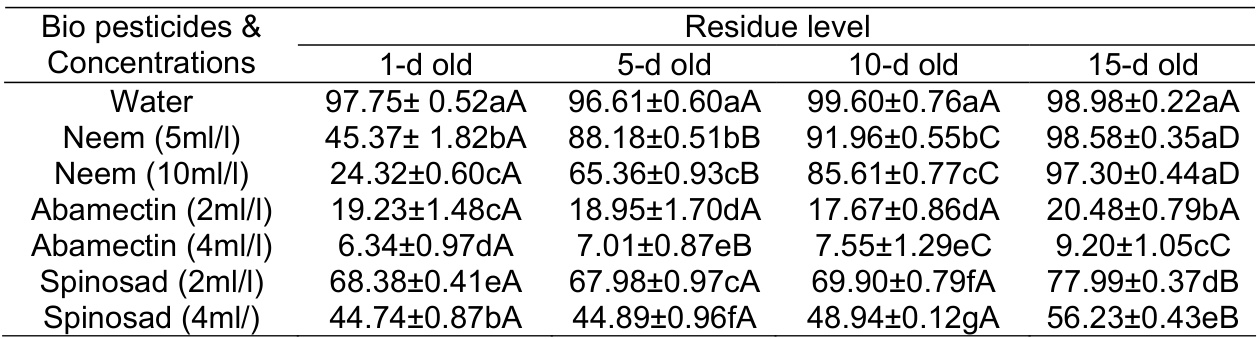 Bio pesticides & Residue level
Concentrations 1-d old 5-d old 10-d old 15-d old
Water 97.75± 0.52aA 96.61±0.60aA 99.60±0.76aA 98.98±0.22aA
Neem (5ml/l) 45.37± 1.82bA 88.18±0.51bB 91.96±0.55bC 98.58±0.35aD
Neem (10ml/l) 24.32±0.60cA 65.36±0.93cB 85.61±0.77cC 97.30±0.44aD
Abamectin (2ml/l) 19.23±1.48cA 18.95±1.70dA 17.67±0.86dA 20.48±0.79bA
Abamectin (4ml/l) 6.34±0.97dA 7.01±0.87eB 7.55±1.29eC 9.20±1.05cC
Spinosad (2ml/l) 68.38±0.41eA 67.98±0.97cA 69.90±0.79fA 77.99±0.37dB
Spinosad (4ml/) 44.74±0.87bA 44.89±0.96fA 48.94±0.12gA 56.23±0.43eB